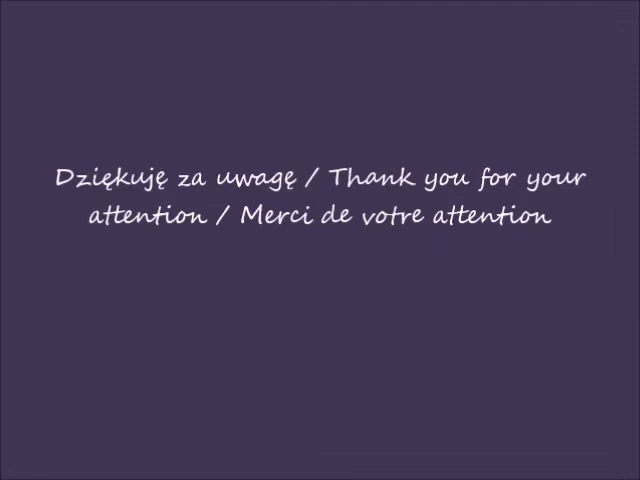 Dziękuję za uwagę / Thank you for your
attention / Merci de votre attention